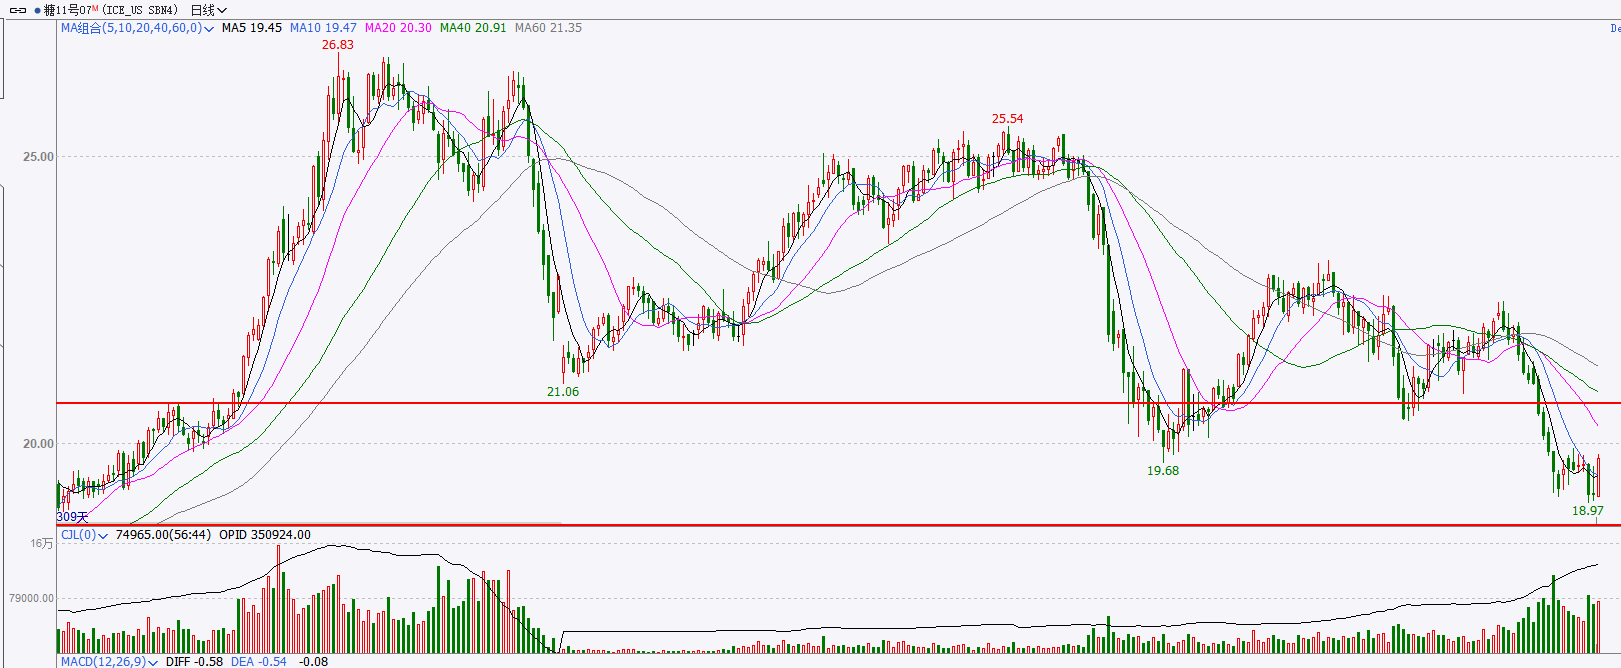 糖11号07M(ICE_US SBN4) 日线
MA组合(5,10,20,40,60,0) MA5 19.45 MA10 19.47 MA20 20.30 MA40 20.91 MA60 21.35
26.83
25.54
25.00
21.06
20.00
19.68
18.97
309天
CJL(0) 74965.00(56:44) OPID 350924.00
16万
79000.00
MACD(12,26,9) DIFF -0.58 DEA -0.54 -0.08